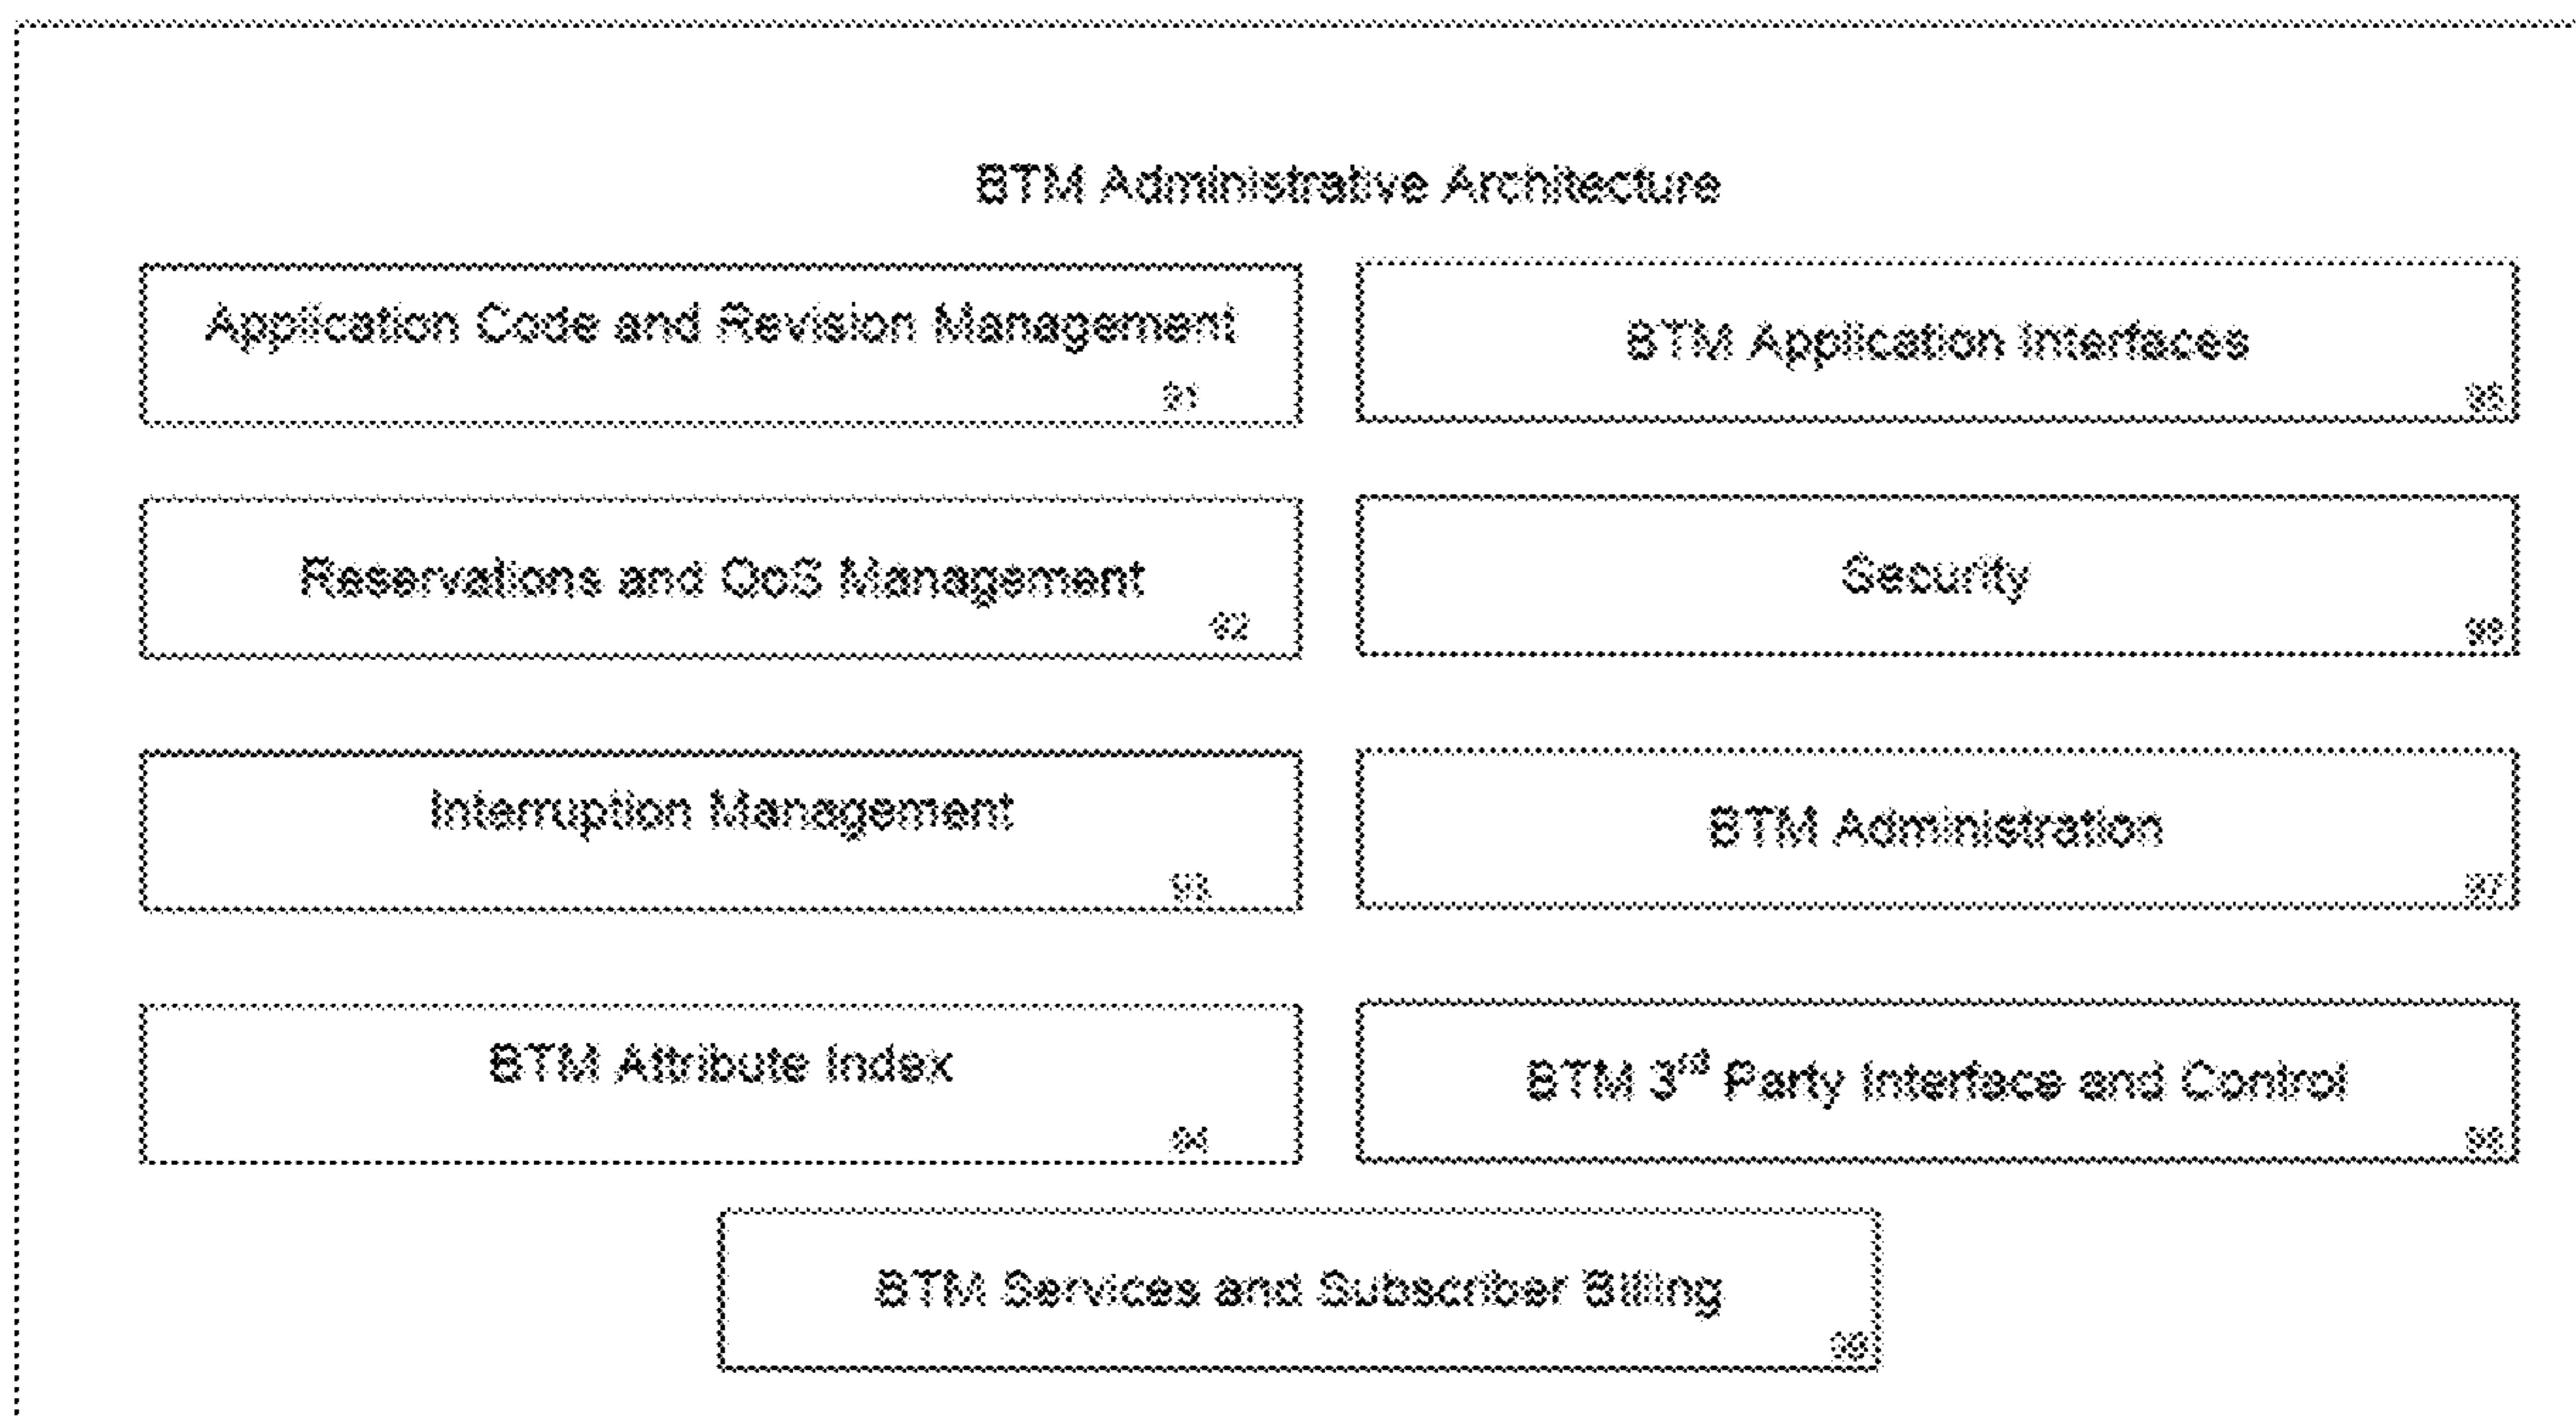 BTM Administrative Architecture
Application Code and Revision Management
91
BTM Application Interfaces
95
Reservations and QoS Management
92
Security
96
Interruption Management
93
BTM Administration
97
BTM Attribute Index
94
BTM 3rd Party Interface and Control
98
BTM Services and Subscriber Billing
99